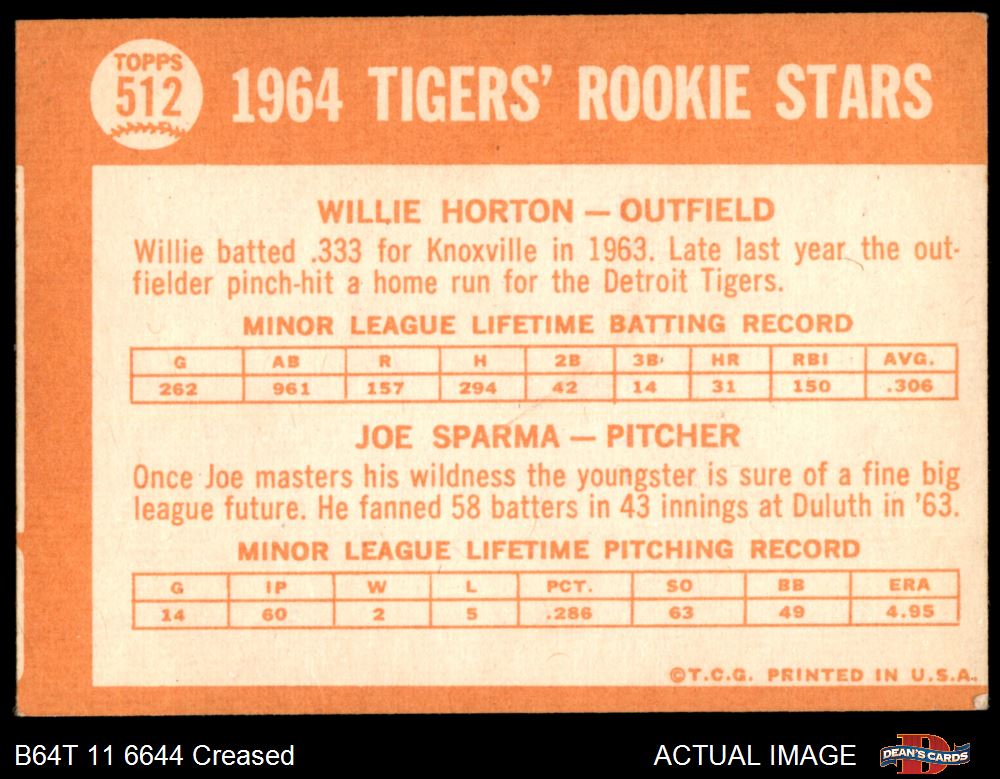 TOPPS
512
1964 TIGERS' ROOKIE STARS
WILLIE HORTON — OUTFIELD
Willie batted .333 for Knoxville in 1963. Late last year the out-
fielder pinch-hit a home run for the Detroit Tigers.
MINOR LEAGUE LIFETIME BATTING RECORD
G AB R H 2B 3B HR RBI AVG.
262 961 157 294 42 14 31 150 .306
JOE SPARMA — PITCHER
Once Joe masters his wildness the youngster is sure of a fine big
league future. He fanned 58 batters in 43 innings at Duluth in '63.
MINOR LEAGUE LIFETIME PITCHING RECORD
G IP W L PCT. SO BB ERA
14 60 2 5 .286 63 49 4.95
©T.C.G. PRINTED IN U.S.A.
B64T 11 6644 Creased
ACTUAL IMAGE
DEAN'S CARDS